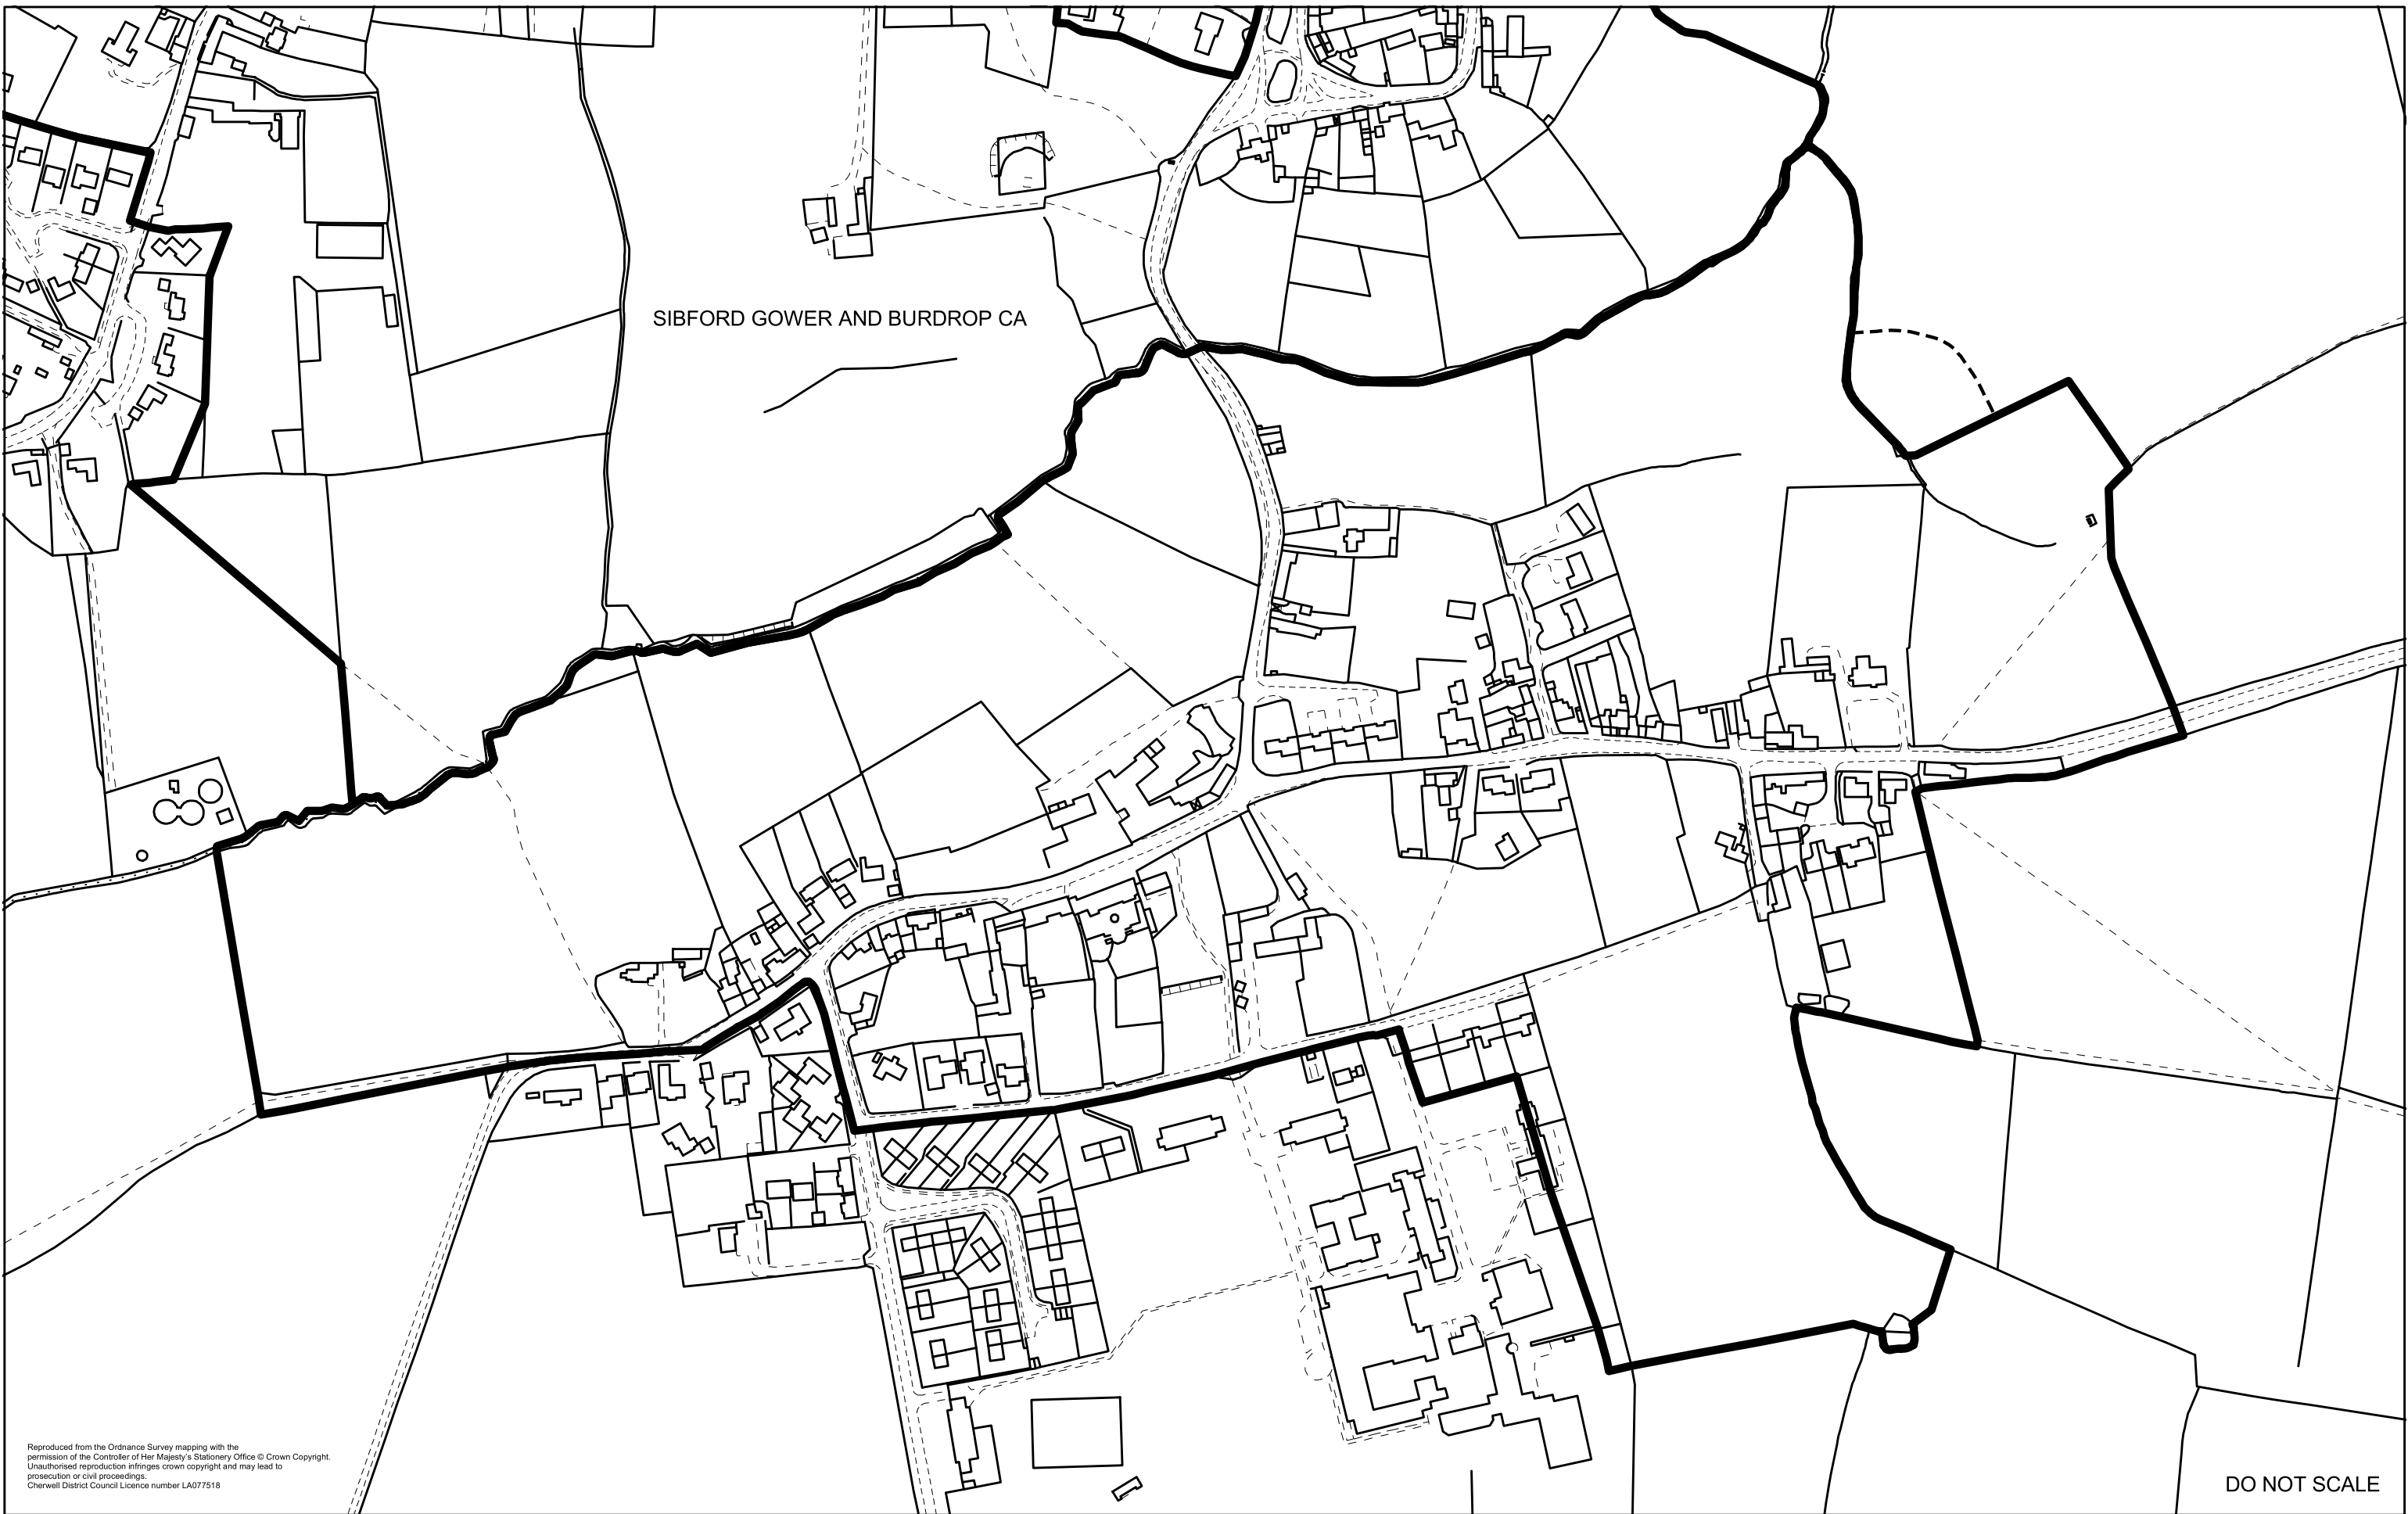 SIBFORD GOWER AND BURDROP CA
Reproduced from the Ordnance Survey mapping with the
permission of the Controller of Her Majesty's Stationery Office © Crown Copyright.
Unauthorised reproduction infringes crown copyright and may lead to
prosecution or civil proceedings.
Cherwell District Council Licence number LA077518
DO NOT SCALE